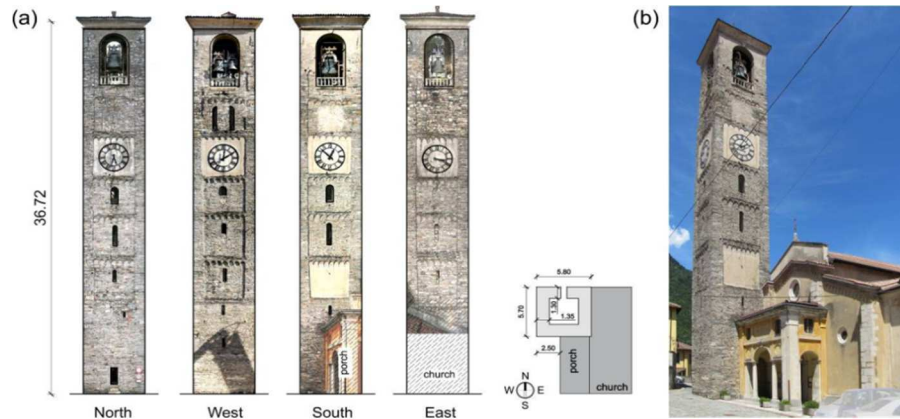 (a)
(b)
36.72
porch
church
North
West
South
East
5.80
5.70
1.30
1.35
2.50
porch
church
N
W E
S